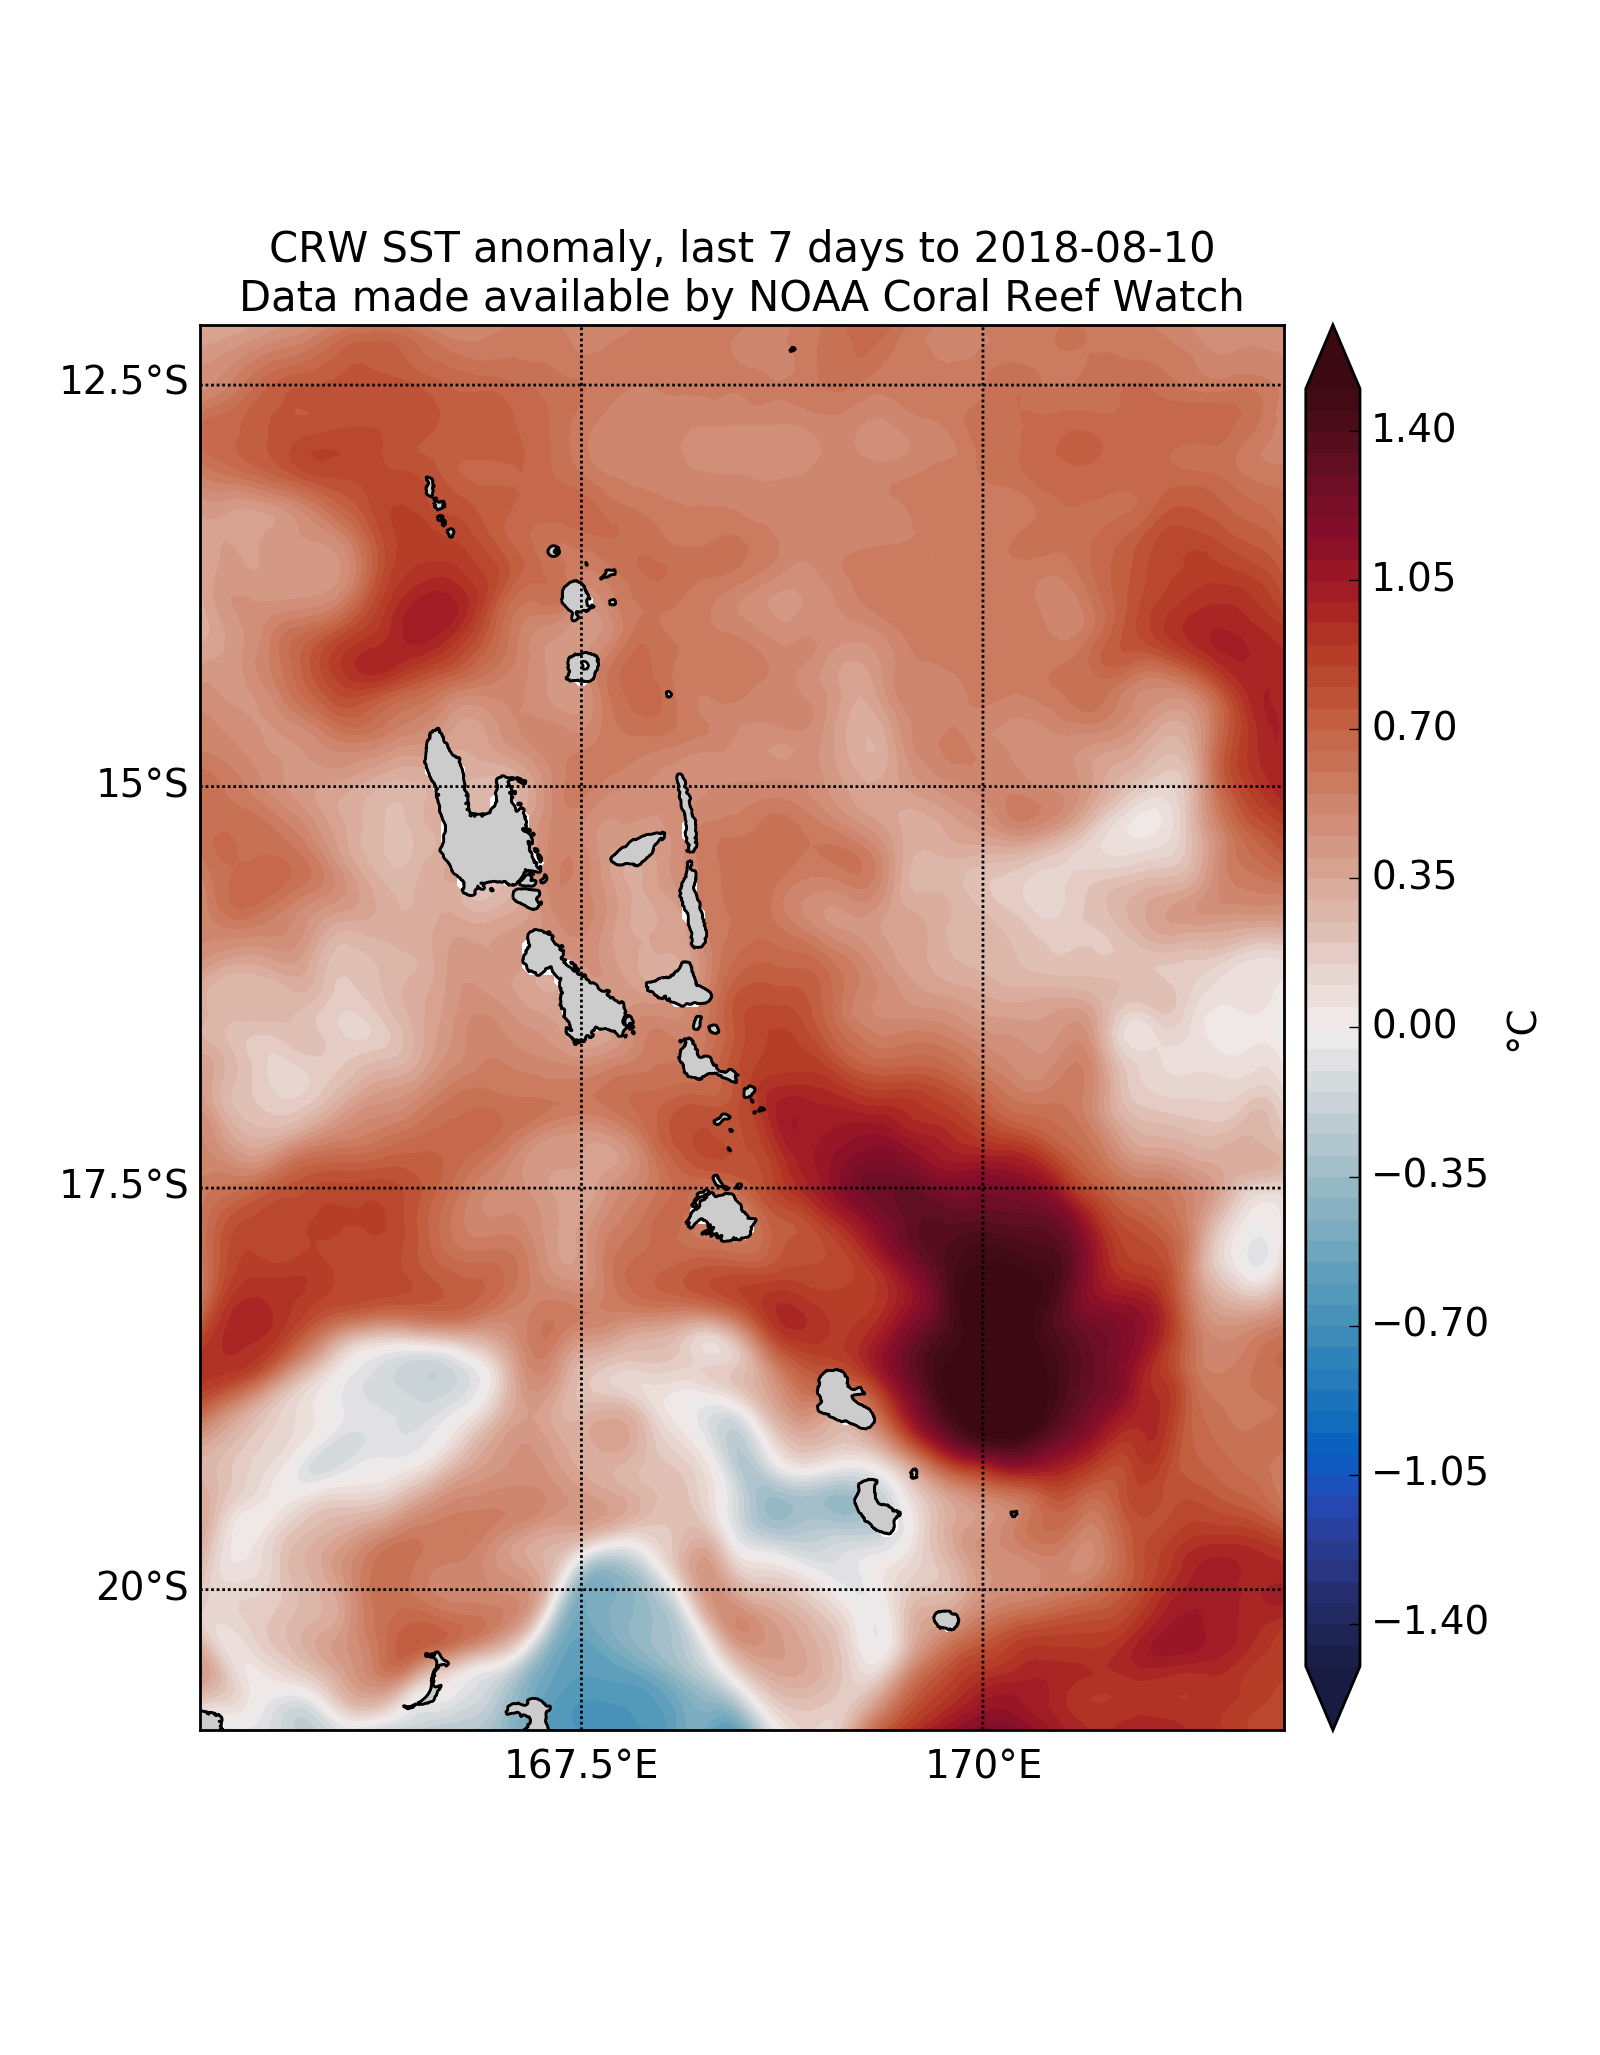 CRW SST anomaly, last 7 days to 2018-08-10
Data made available by NOAA Coral Reef Watch
12.5°S
15°S
17.5°S
20°S
167.5°E
170°E
1.40
1.05
0.70
0.35
0.00
−0.35
−0.70
−1.05
−1.40
°C